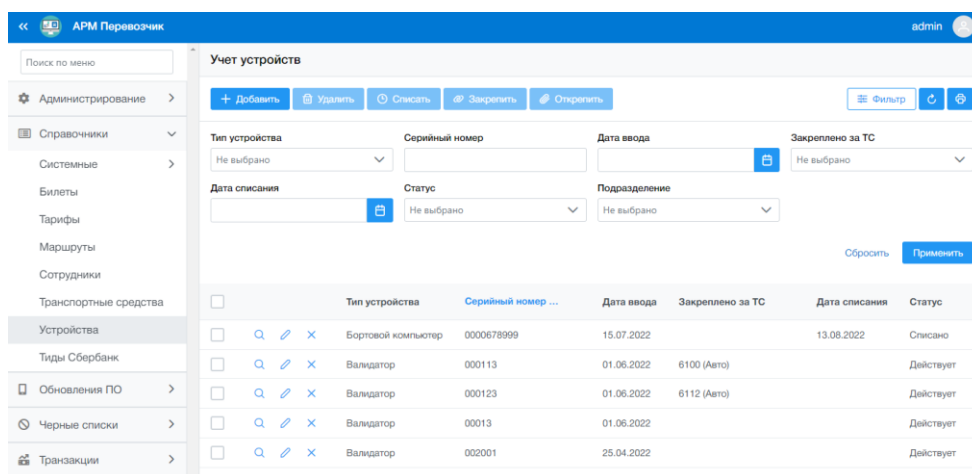 АРМ Перевозчик
admin
Поиск по меню
Администрирование
Справочники
Системные
Билеты
Тарифы
Маршруты
Сотрудники
Транспортные средства
Устройства
Тиды Сбербанк
Обновления ПО
Черные списки
Транзакции
Учет устройств
+ Добавить Удалить Списать Закрепить Открепить Фильтр
Тип устройства Серийный номер Дата ввода Закреплено за ТС
Не выбрано Не выбрано
Дата списания Статус Подразделение
Не выбрано Не выбрано
Сбросить Применить
Тип устройства Серийный номер ... Дата ввода Закреплено за ТС Дата списания Статус
Бортовой компьютер 0000678999 15.07.2022 13.08.2022 Списано
Валидатор 000113 01.06.2022 6100 (Авто) Действует
Валидатор 000123 01.06.2022 6112 (Авто) Действует
Валидатор 00013 01.06.2022 Действует
Валидатор 002001 25.04.2022 Действует